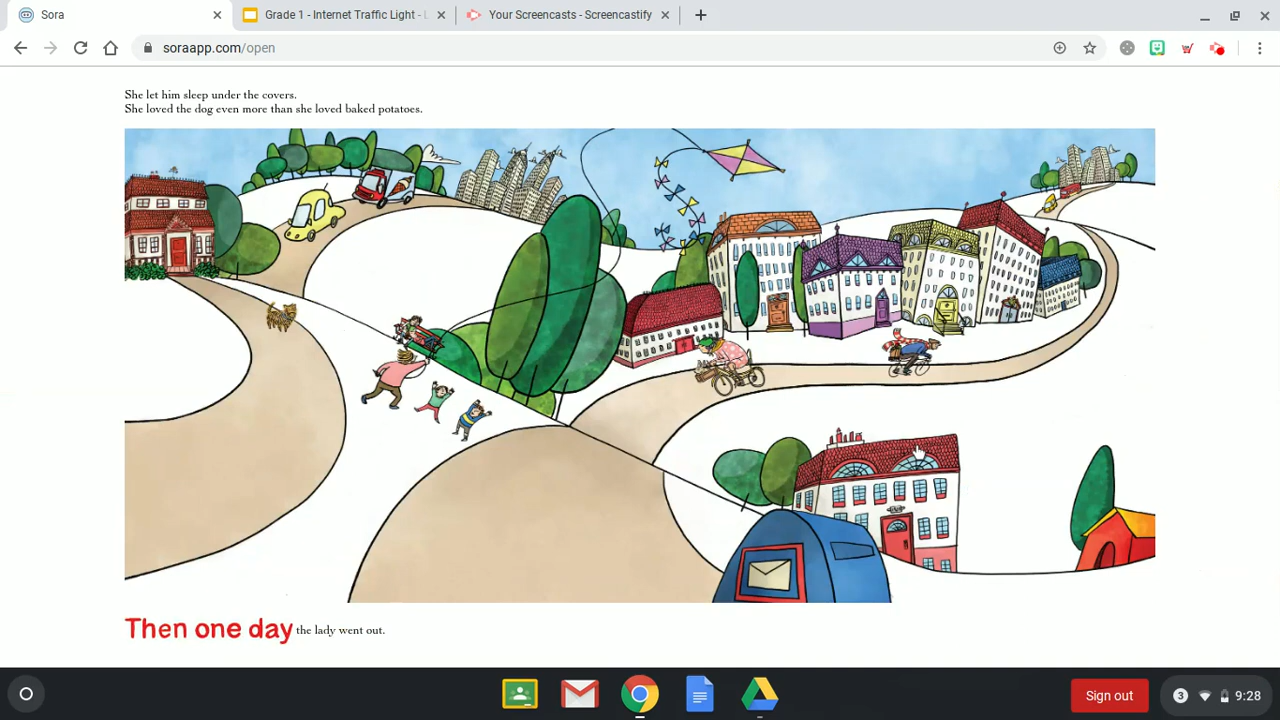 Sora
Grade 1 - Internet Traffic Light - L
Your Screencasts - Screencastify
soraapp.com/open
She let him sleep under the covers.
She loved the dog even more than she loved baked potatoes.
Then one day the lady went out.
Sign out
3
9:28